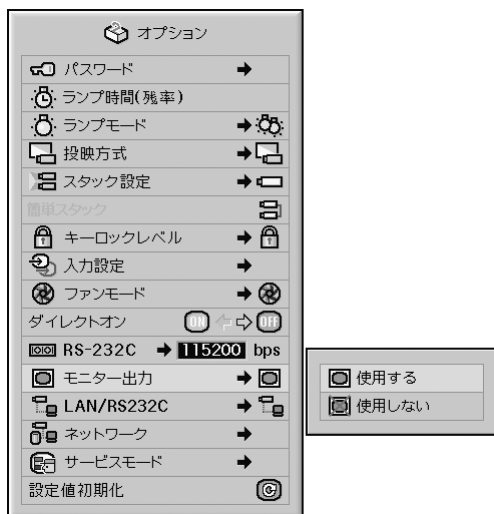 オプション
パスワード
ランプ時間(残率)
ランプモード
投映方式
スタック設定
簡単スタック
キーロックレベル
入力設定
ファンモード
ダイレクトオン ON OFF
RS-232C 115200 bps
モニター出力
LAN/RS232C
ネットワーク
サービスモード
設定値初期化
使用する
使用しない